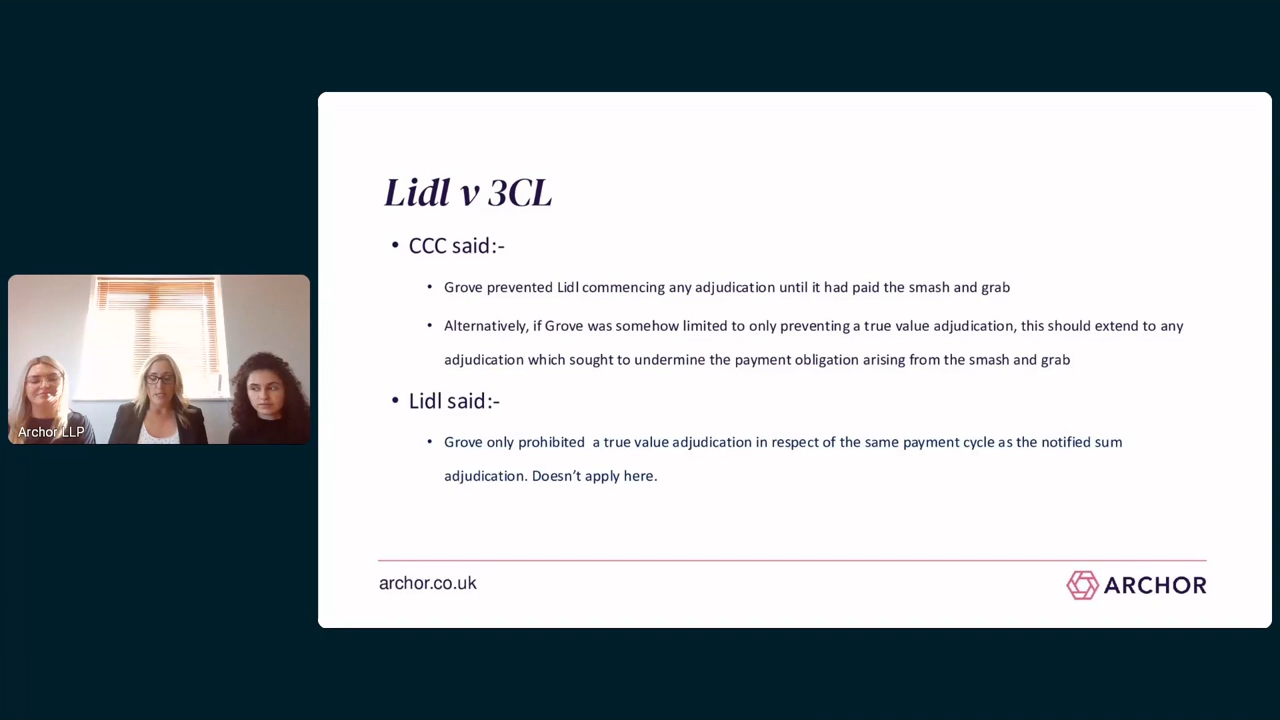 Lidl v 3CL
• CCC said:-
• Grove prevented Lidl commencing any adjudication until it had paid the smash and grab
• Alternatively, if Grove was somehow limited to only preventing a true value adjudication, this should extend to any
adjudication which sought to undermine the payment obligation arising from the smash and grab
• Lidl said:-
• Grove only prohibited a true value adjudication in respect of the same payment cycle as the notified sum
adjudication. Doesn’t apply here.
Archor LLP
archor.co.uk
ARCHOR